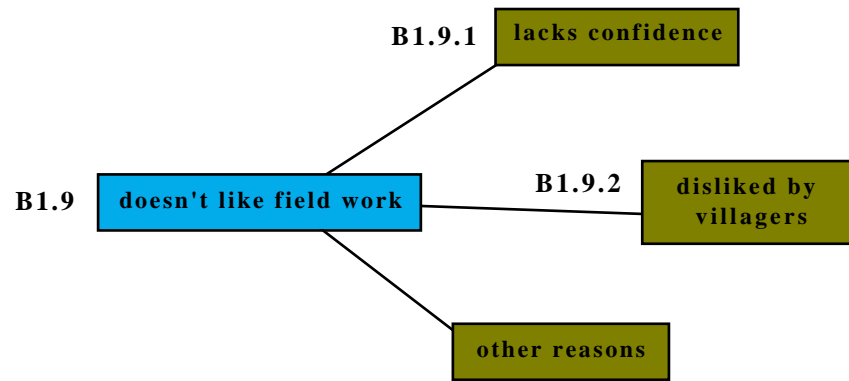 B1.9.1 lacks confidence
B1.9 doesn't like field work
B1.9.2 disliked by
villagers
other reasons